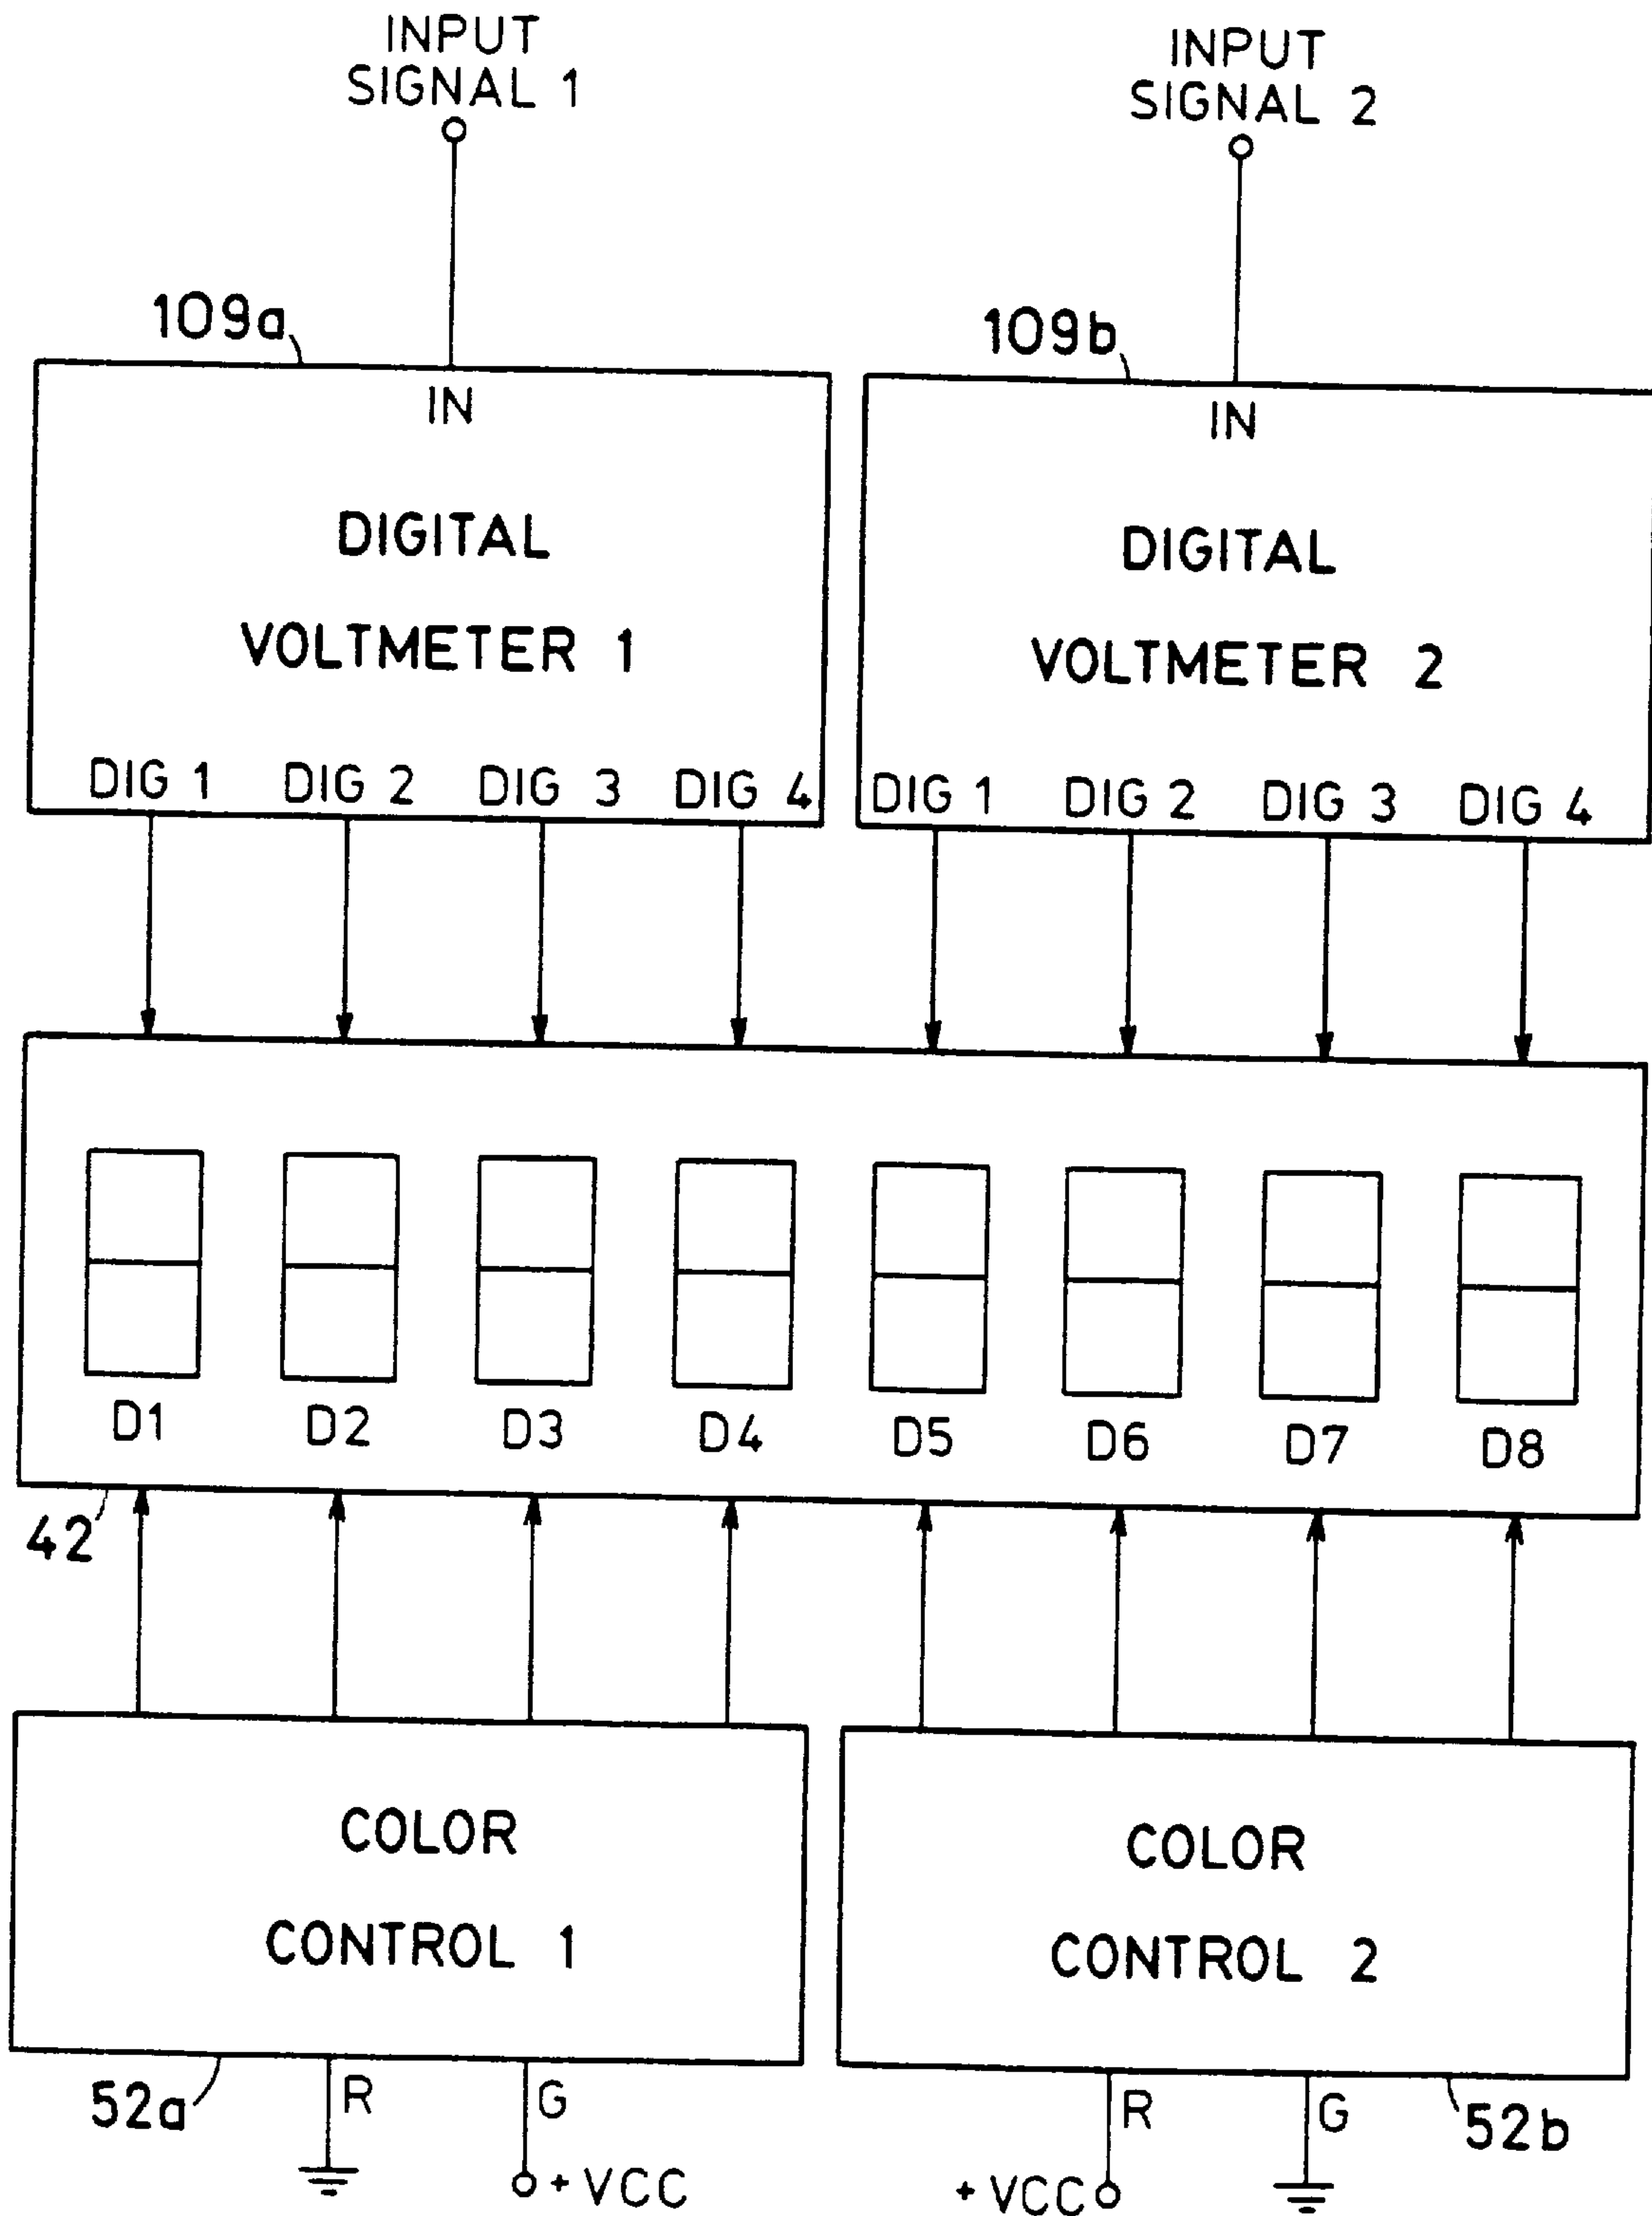 INPUT
SIGNAL 1
INPUT
SIGNAL 2
109a
109b
IN
DIGITAL
VOLTMETER 1
DIG 1 DIG 2 DIG 3 DIG 4
IN
DIGITAL
VOLTMETER 2
DIG 1 DIG 2 DIG 3 DIG 4
D1 D2 D3 D4 D5 D6 D7 D8
42
COLOR
CONTROL 1
COLOR
CONTROL 2
52a
R
G
+ VCC
R
G
52b
+ VCC